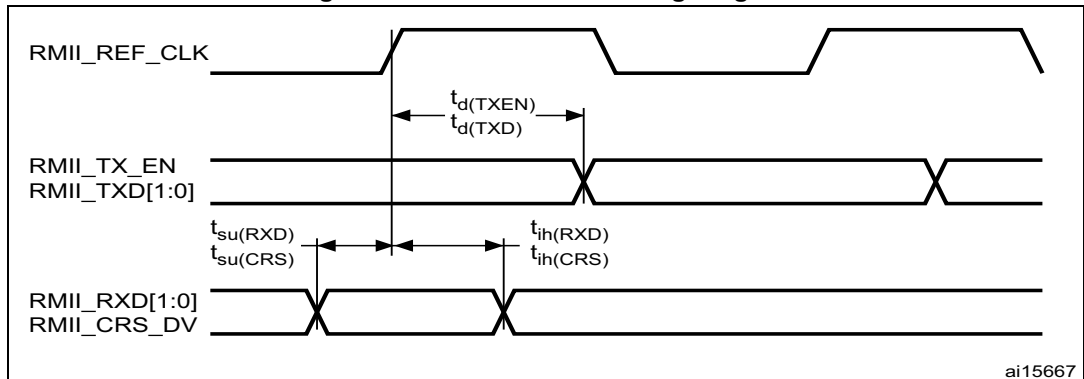 RMII_REF_CLK
td(TXEN)
td(TXD)
RMII_TX_EN
RMII_TXD[1:0]
tsu(RXD)
tsu(CRS)
tih(RXD)
tih(CRS)
RMII_RXD[1:0]
RMII_CRS_DV
ai15667